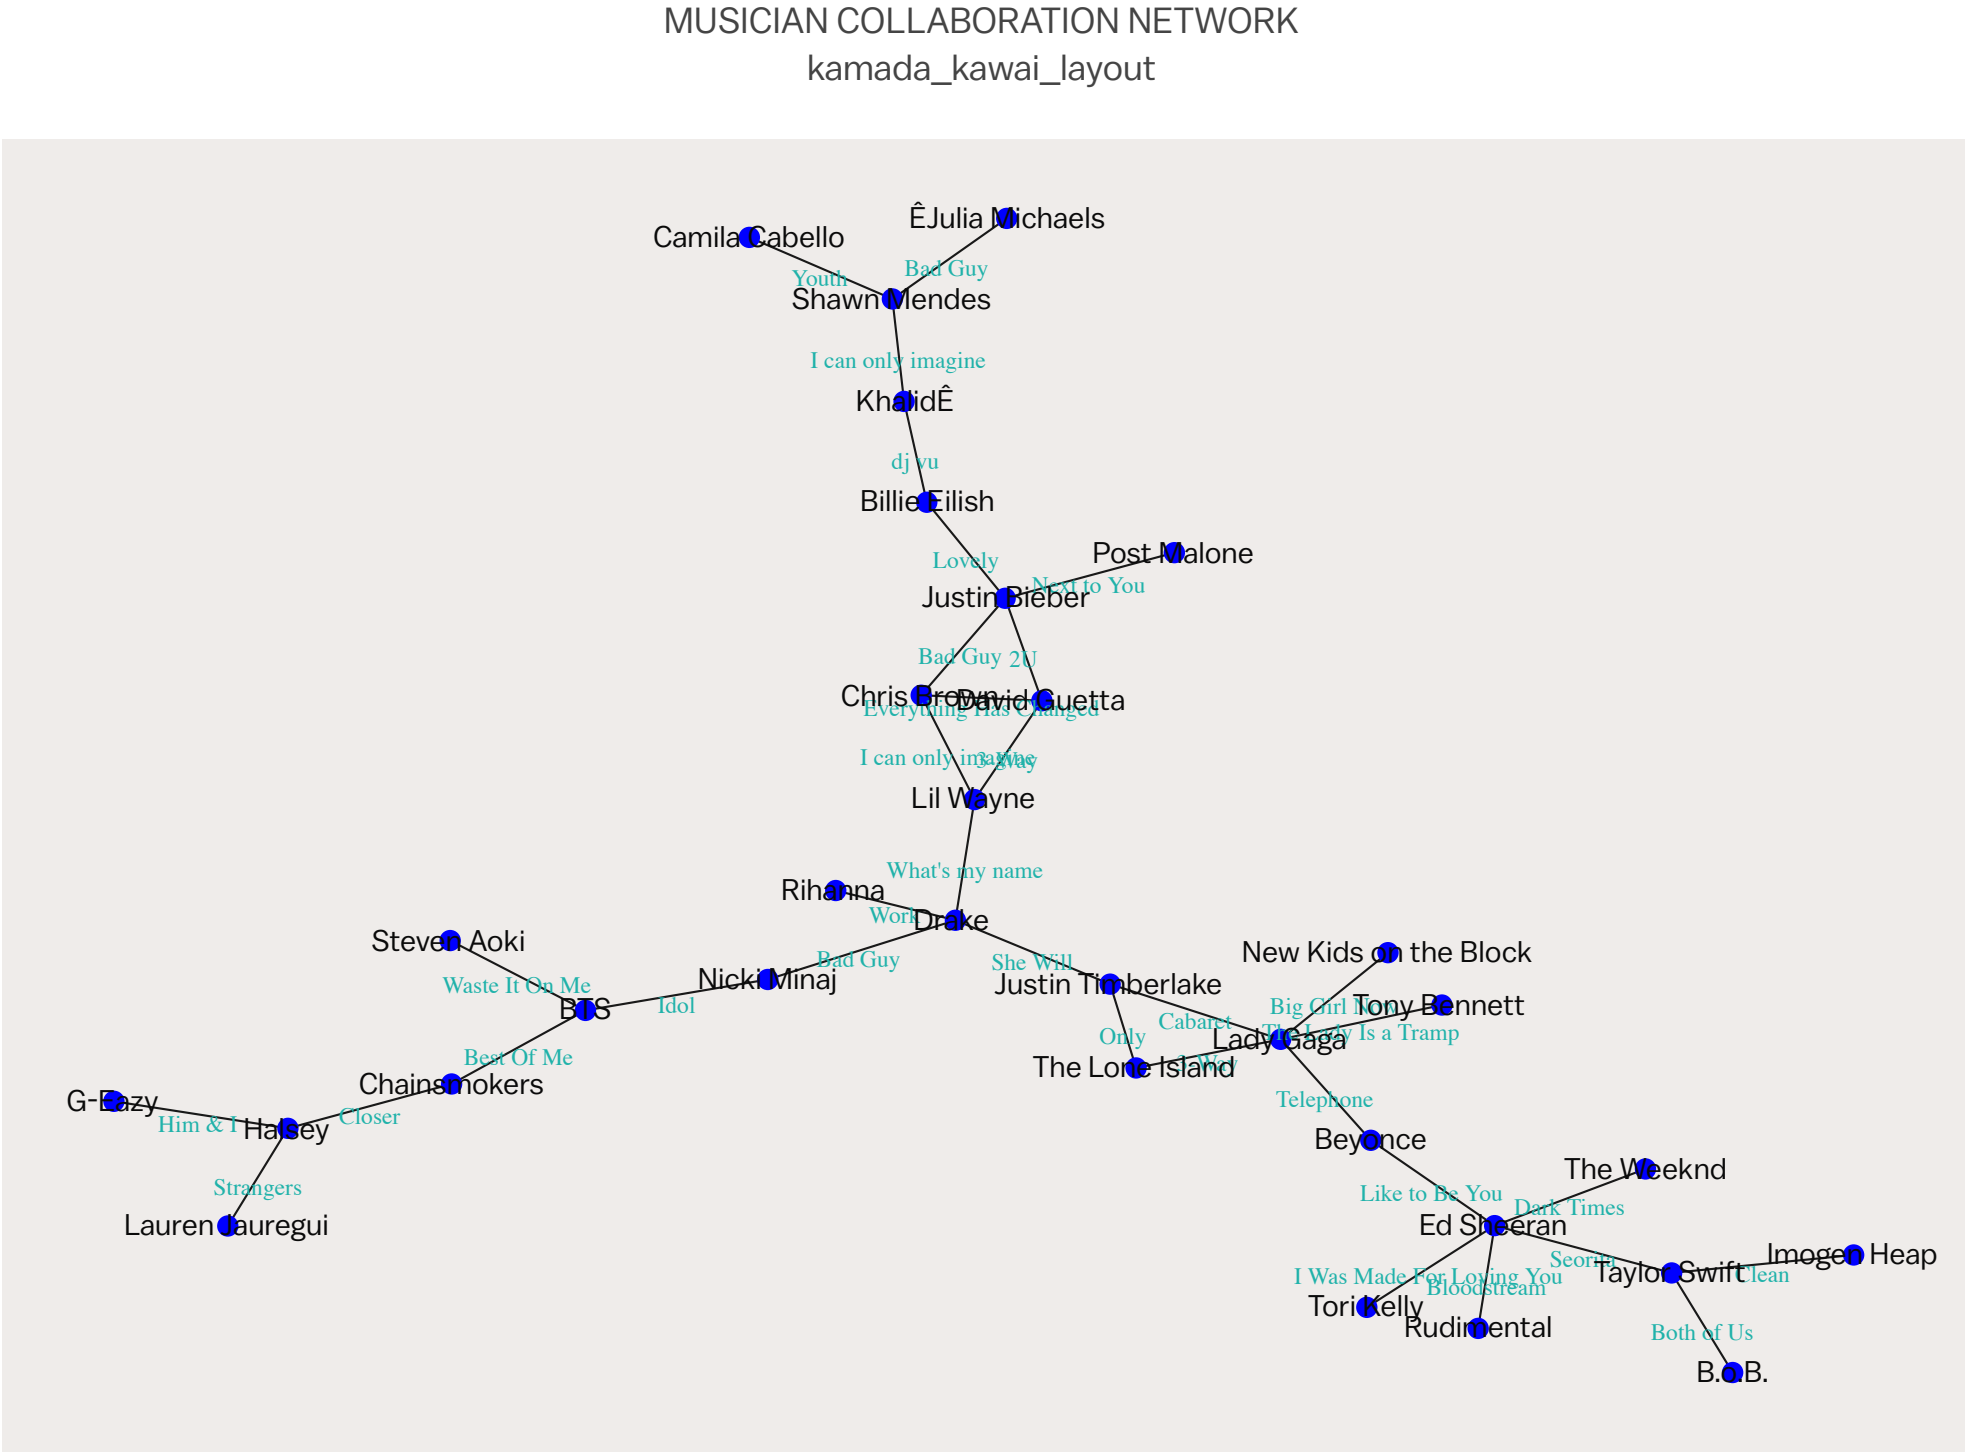 MUSICIAN COLLABORATION NETWORK
kamada_kawai_layout
ÊJulia Michaels
Camila Cabello
Bad Guy
Youth
Shawn Mendes
I can only imagine
KhalidÊ
dj vu
Billie Eilish
Post Malone
Lovely
Next to You
Justin Bieber
Bad Guy
2U
Chris Brown
David Guetta
Everything Has Changed
I can only imagine
3-Way
Lil Wayne
What's my name
Rihanna
Work
Drake
Steven Aoki
New Kids on the Block
Bad Guy
She Will
Nicki Minaj
Justin Timberlake
Waste It On Me
Idol
BTS
Big Girl Now
Tony Bennett
Cabaret
The Lady Is a Tramp
Only
Lady Gaga
Best Of Me
3-Way
The Lone Island
Chainsmokers
G-Eazy
Telephone
Closer
Him & I
Halsey
Beyonce
The Weeknd
Strangers
Like to Be You
Dark Times
Lauren Jauregui
Ed Sheeran
Imogen Heap
Seorita
Taylor Swift
Clean
I Was Made For Loving You
Bloodstream
Tori Kelly
Rudimental
Both of Us
B.o.B.